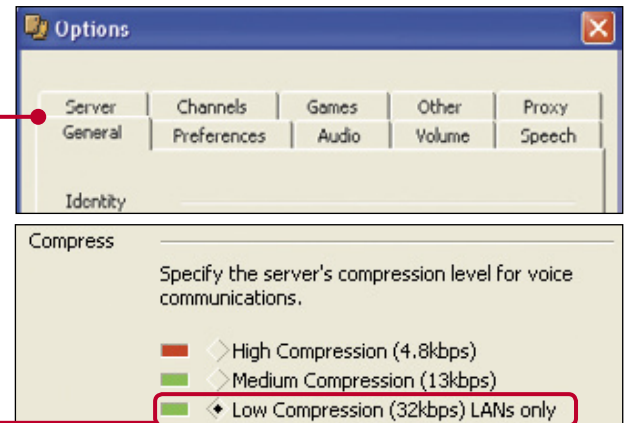 Options
Server Channels Games Other Proxy
General Preferences Audio Volume Speech
Identity
Compress
Specify the server's compression level for voice
communications.
High Compression (4.8kbps)
Medium Compression (13kbps)
Low Compression (32kbps) LANs only